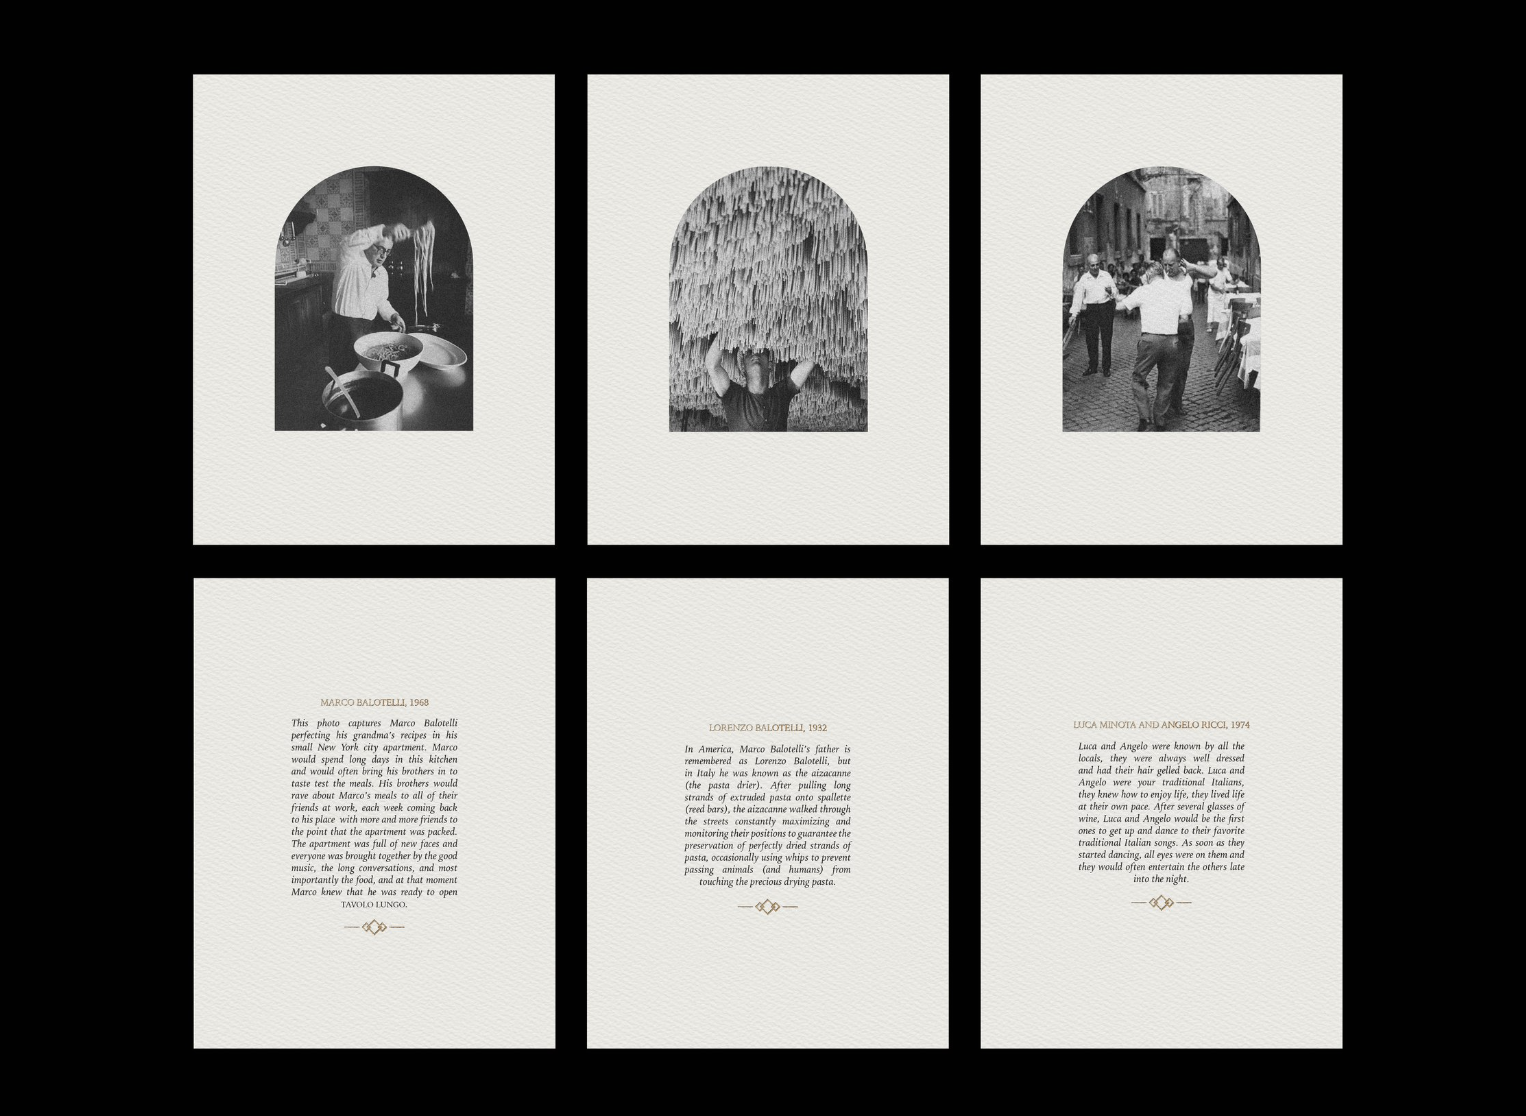 MARCO BALOTELLI, 1968
This photo captures Marco Balotelli
perfecting his grandma's recipes in his
small New York city apartment. Marco
would spend long days in this kitchen
and would often bring his brothers in to
taste test the meals. His brothers would
rave about Marco's meals to all of their
friends at work, each week coming back
to his place with more and more friends to
the point that the apartment was packed.
The apartment was full of new faces and
everyone was brought together by the good
music, the long conversations, and most
importantly the food, and at that moment
Marco knew that he was ready to open
TAVOLO LUNGO.
LORENZO BALOTELLI, 1932
In America, Marco Balotelli's father is
remembered as Lorenzo Balotelli, but
in Italy he was known as the aizacanne
(the pasta drier). After pulling long
strands of extruded pasta onto spallette
(reed bars), the aizacanne walked through
the streets constantly maximizing and
monitoring their positions to guarantee the
preservation of perfectly dried strands of
pasta, occasionally using whips to prevent
passing animals (and humans) from
touching the precious drying pasta.
LUCA MINOTA AND ANGELO RICCI, 1974
Luca and Angelo were known by all the
locals, they were always well dressed
and had their hair gelled back. Luca and
Angelo were your traditional Italians,
they knew how to enjoy life, they lived life
at their own pace. After several glasses of
wine, Luca and Angelo would be the first
ones to get up and dance to their favorite
traditional Italian songs. As soon as they
started dancing, all eyes were on them and
they would often entertain the others late
into the night.